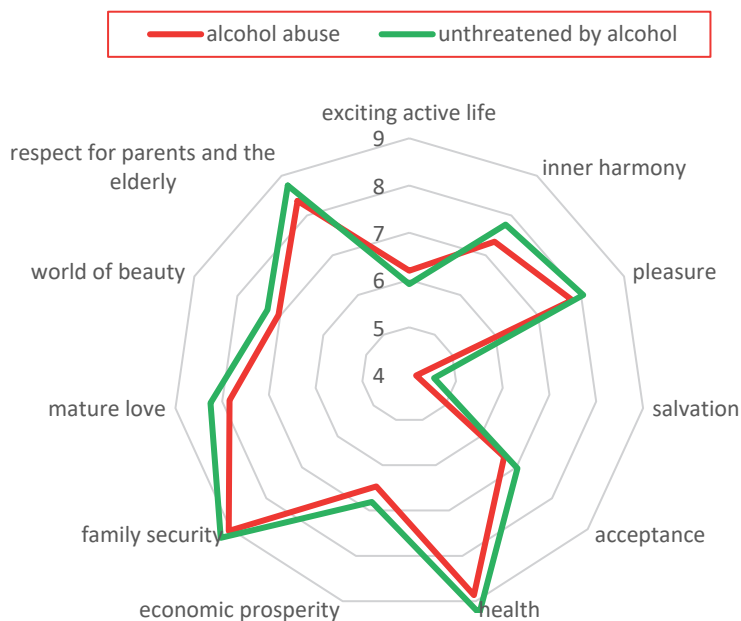 alcohol abuse
unthreatened by alcohol
exciting active life
9
8
7
6
5
4
inner harmony
pleasure
salvation
acceptance
health
economic prosperity
family security
mature love
world of beauty
respect for parents and the
elderly